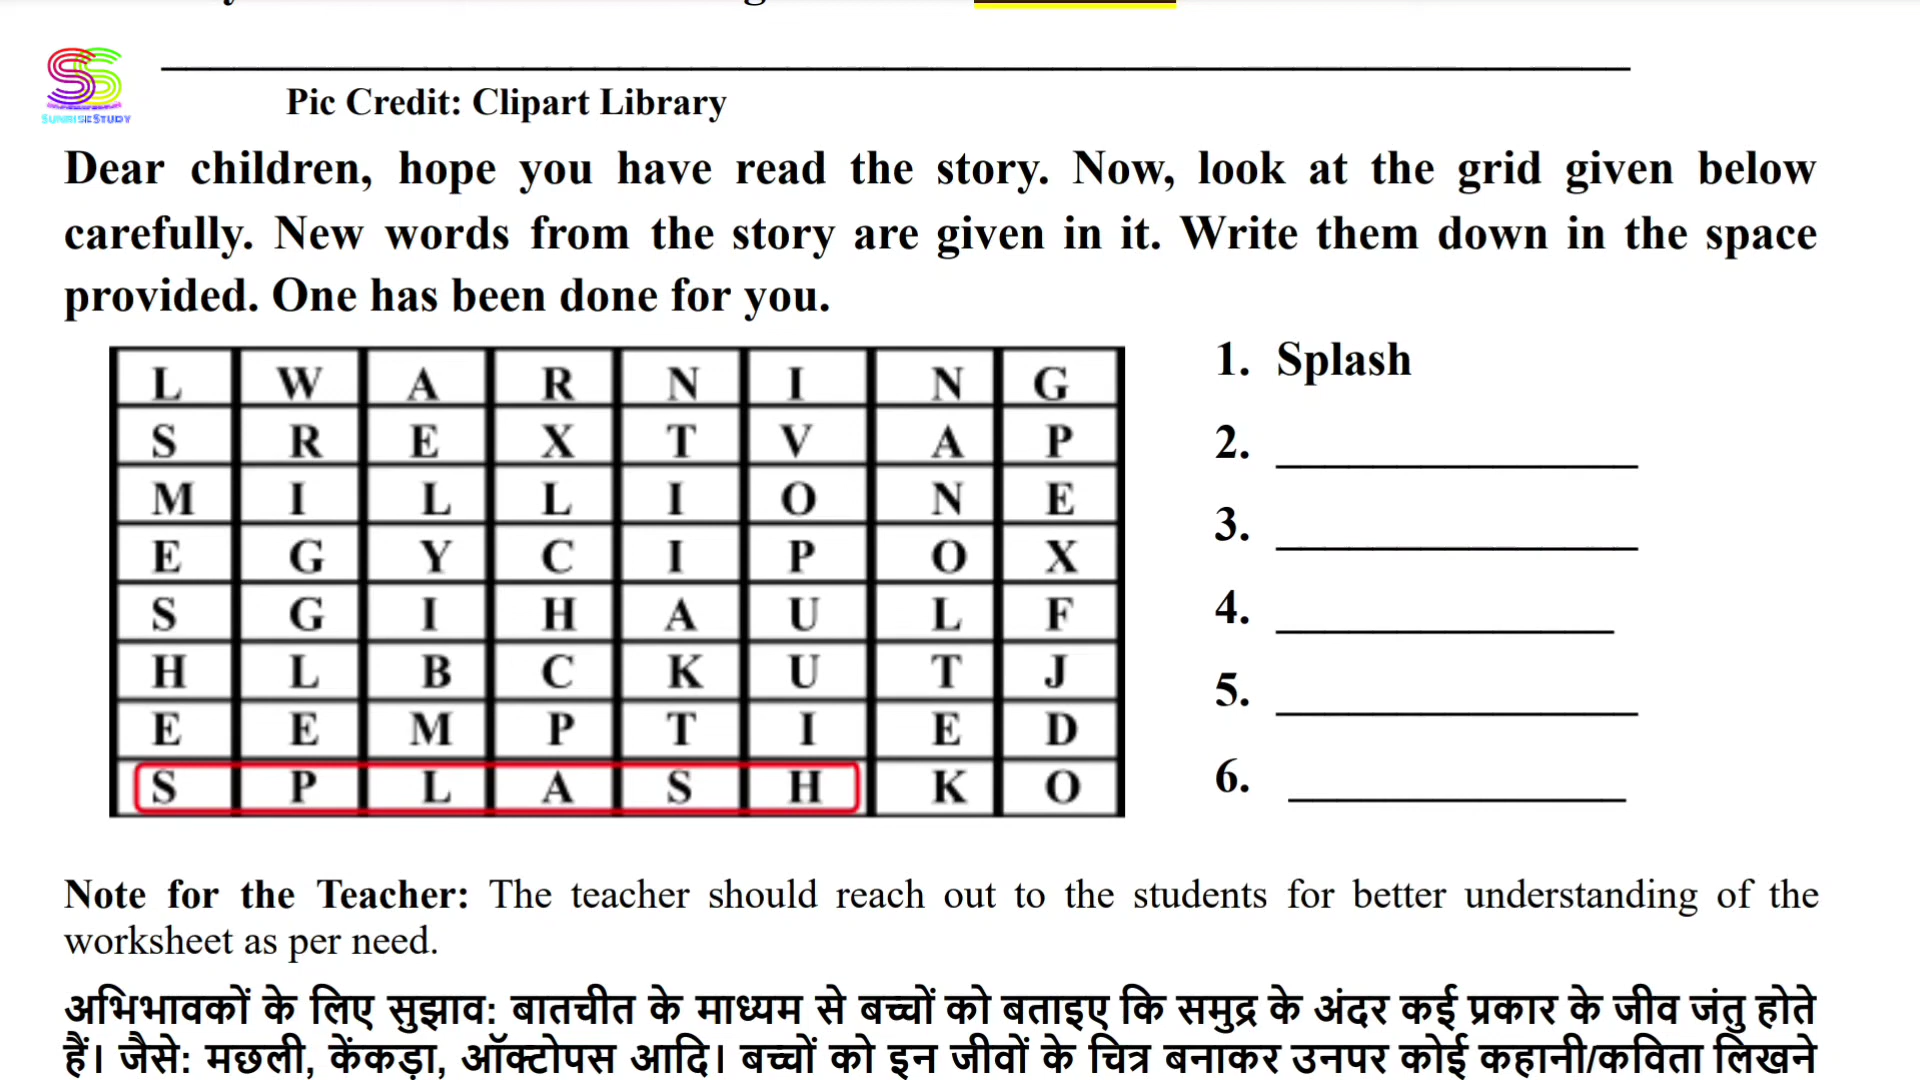 SUNRISESTUDY
Pic Credit: Clipart Library
Dear children, hope you have read the story. Now, look at the grid given below
carefully. New words from the story are given in it. Write them down in the space
provided. One has been done for you.
L W A R N I N G
S R E X T V A P
M I L L I O N E
E G Y C I P O X
S G I H A U L F
H L B C K U T J
E E M P T I E D
S P L A S H K O
1. Splash
2.
3.
4.
5.
6.
Note for the Teacher: The teacher should reach out to the students for better understanding of the
worksheet as per need.
अभिभावकों के लिए सुझाव: बातचीत के माध्यम से बच्चों को बताइए कि समुद्र के अंदर कई प्रकार के जीव जंतु होते
हैं। जैसे: मछली, केंकड़ा, ऑक्टोपस आदि। बच्चों को इन जीवों के चित्र बनाकर उनपर कोई कहानी/कविता लिखने